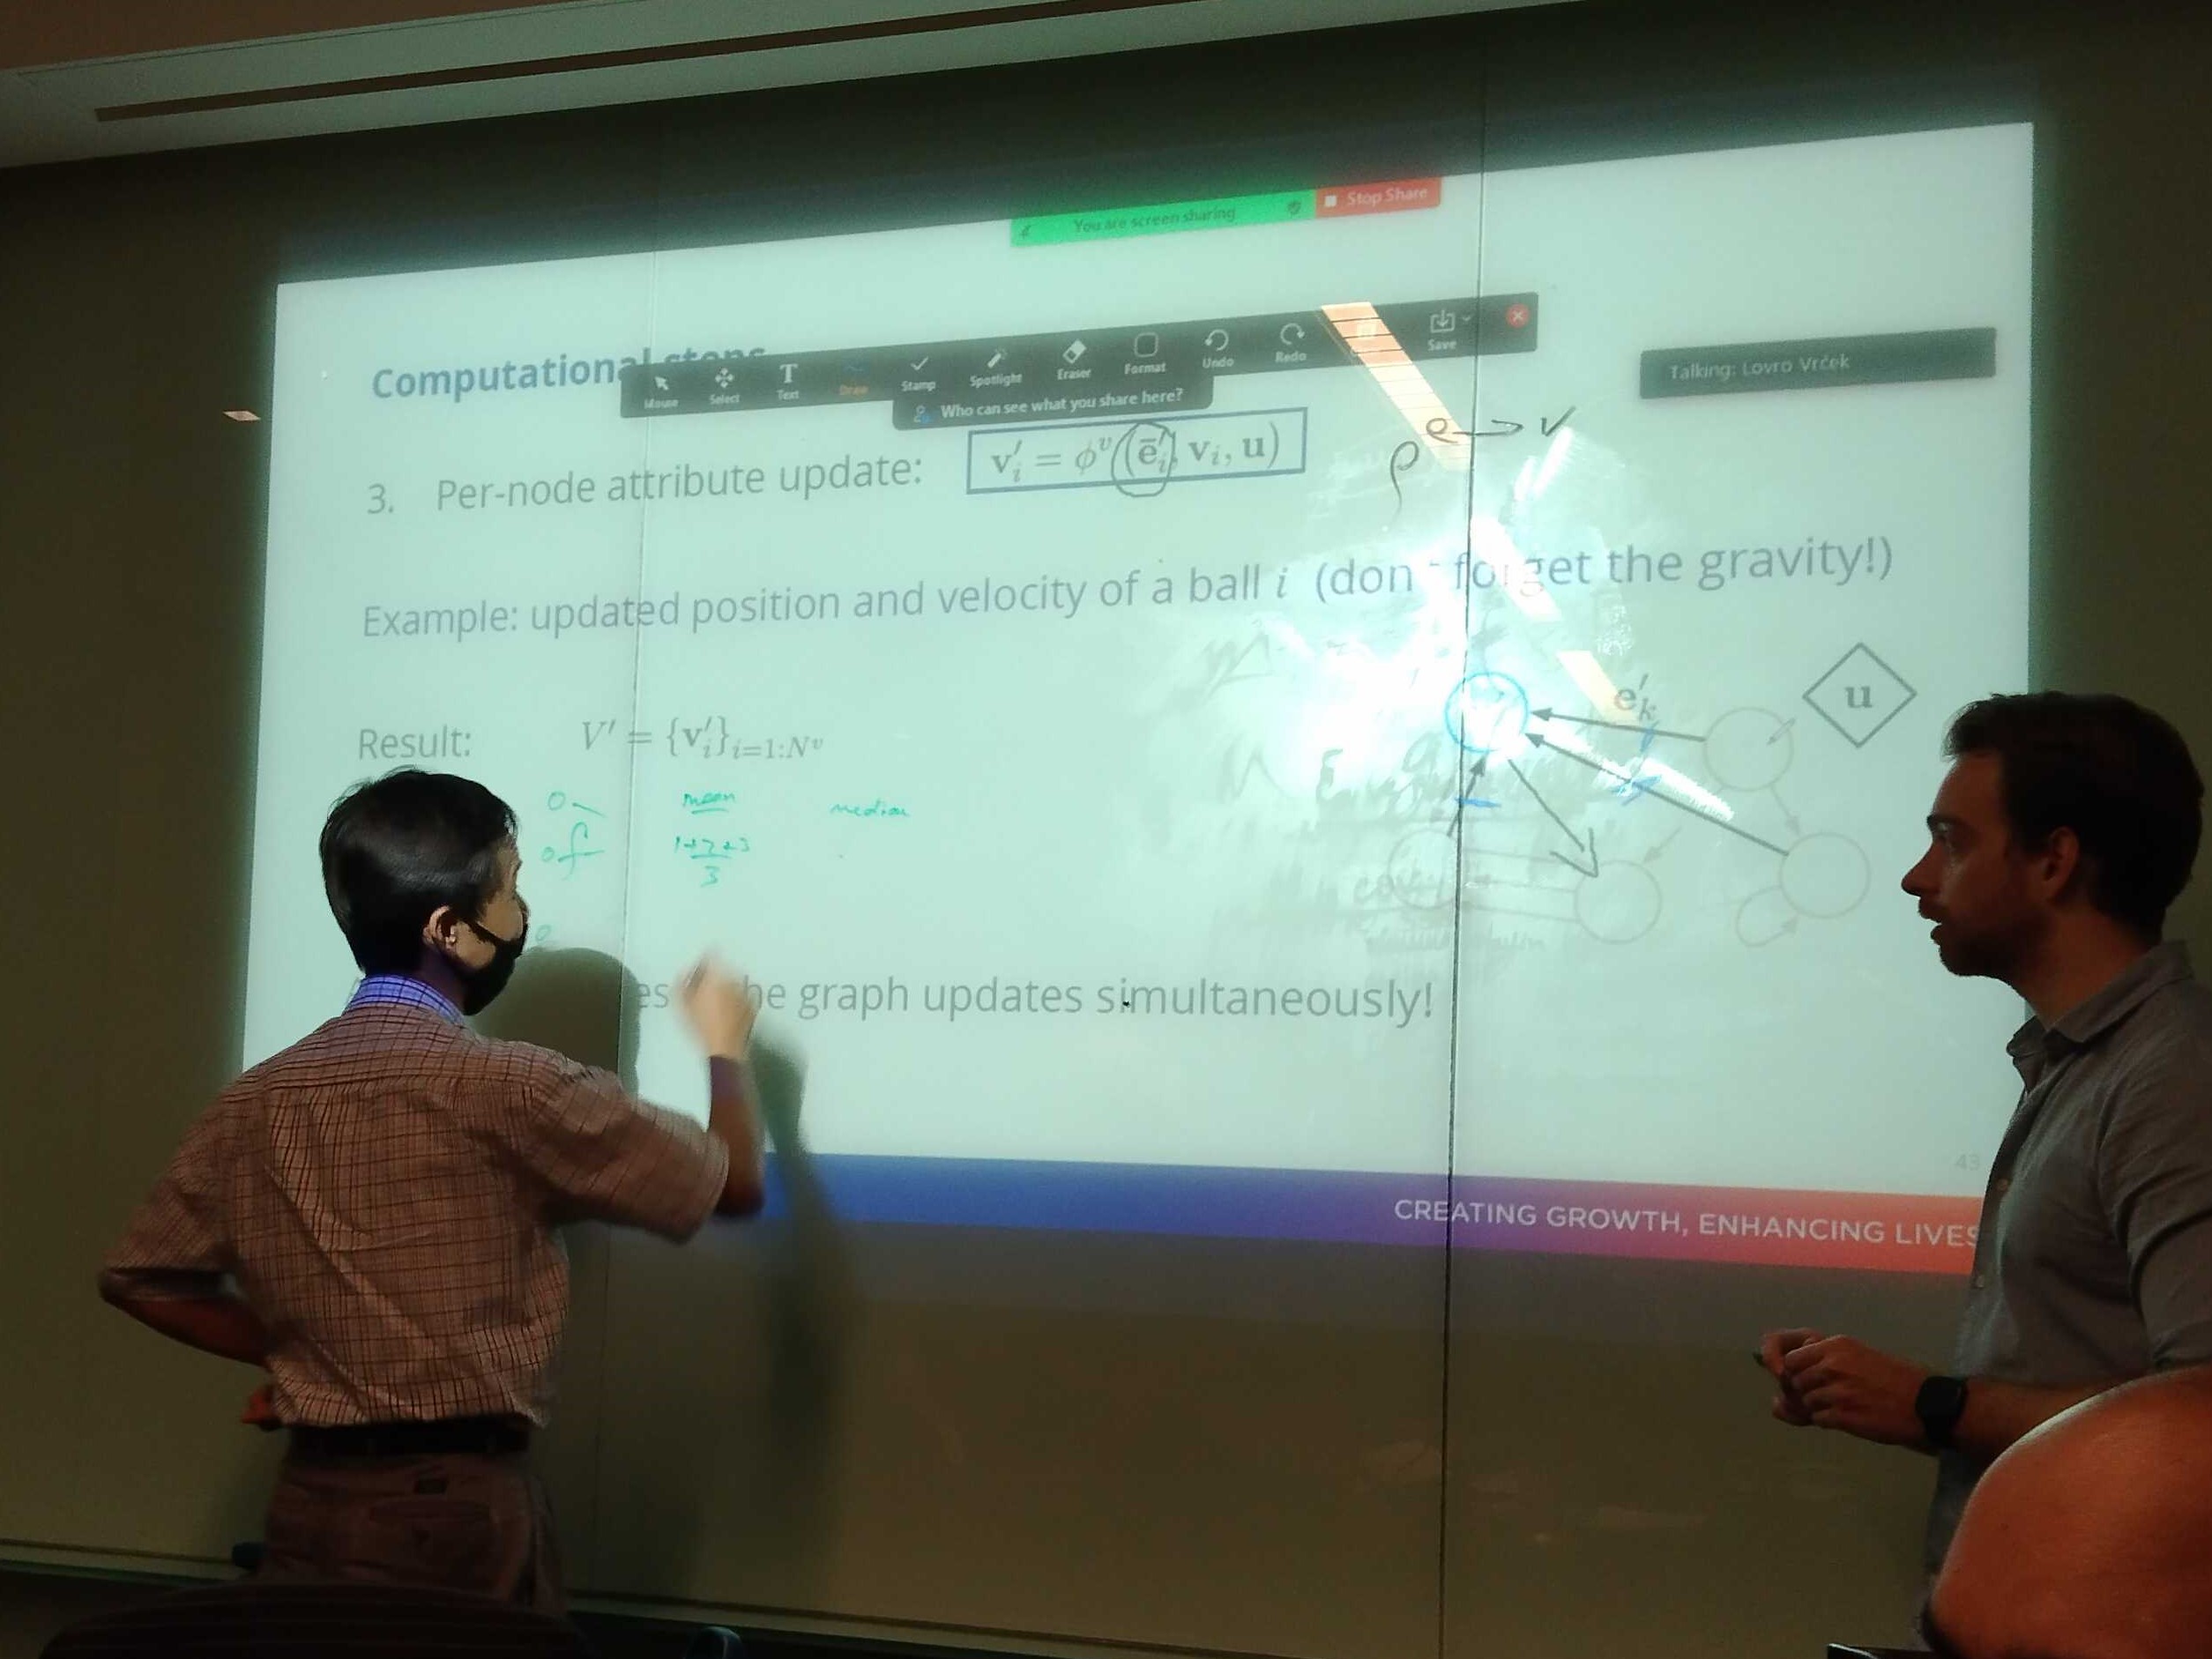 You are screen sharing
Stop Share
Computational steps
Mouse Select Text Draw Stamp Spotlight Eraser Format Undo Redo Save
Who can see what you share here?
Talking: Lovro Vrček
3. Per-node attribute update: v′ᵢ = ϕᵛ(ē′ᵢ, vᵢ, u)
ρ e→v
Example: updated position and velocity of a ball i (don forget the gravity!)
u
e′ₖ
Result: V′ = {v′ᵢ}ᵢ₌₁:Nᵛ
mean median
1+2+3
3
es he graph updates simultaneously!
43
CREATING GROWTH, ENHANCING LIVES